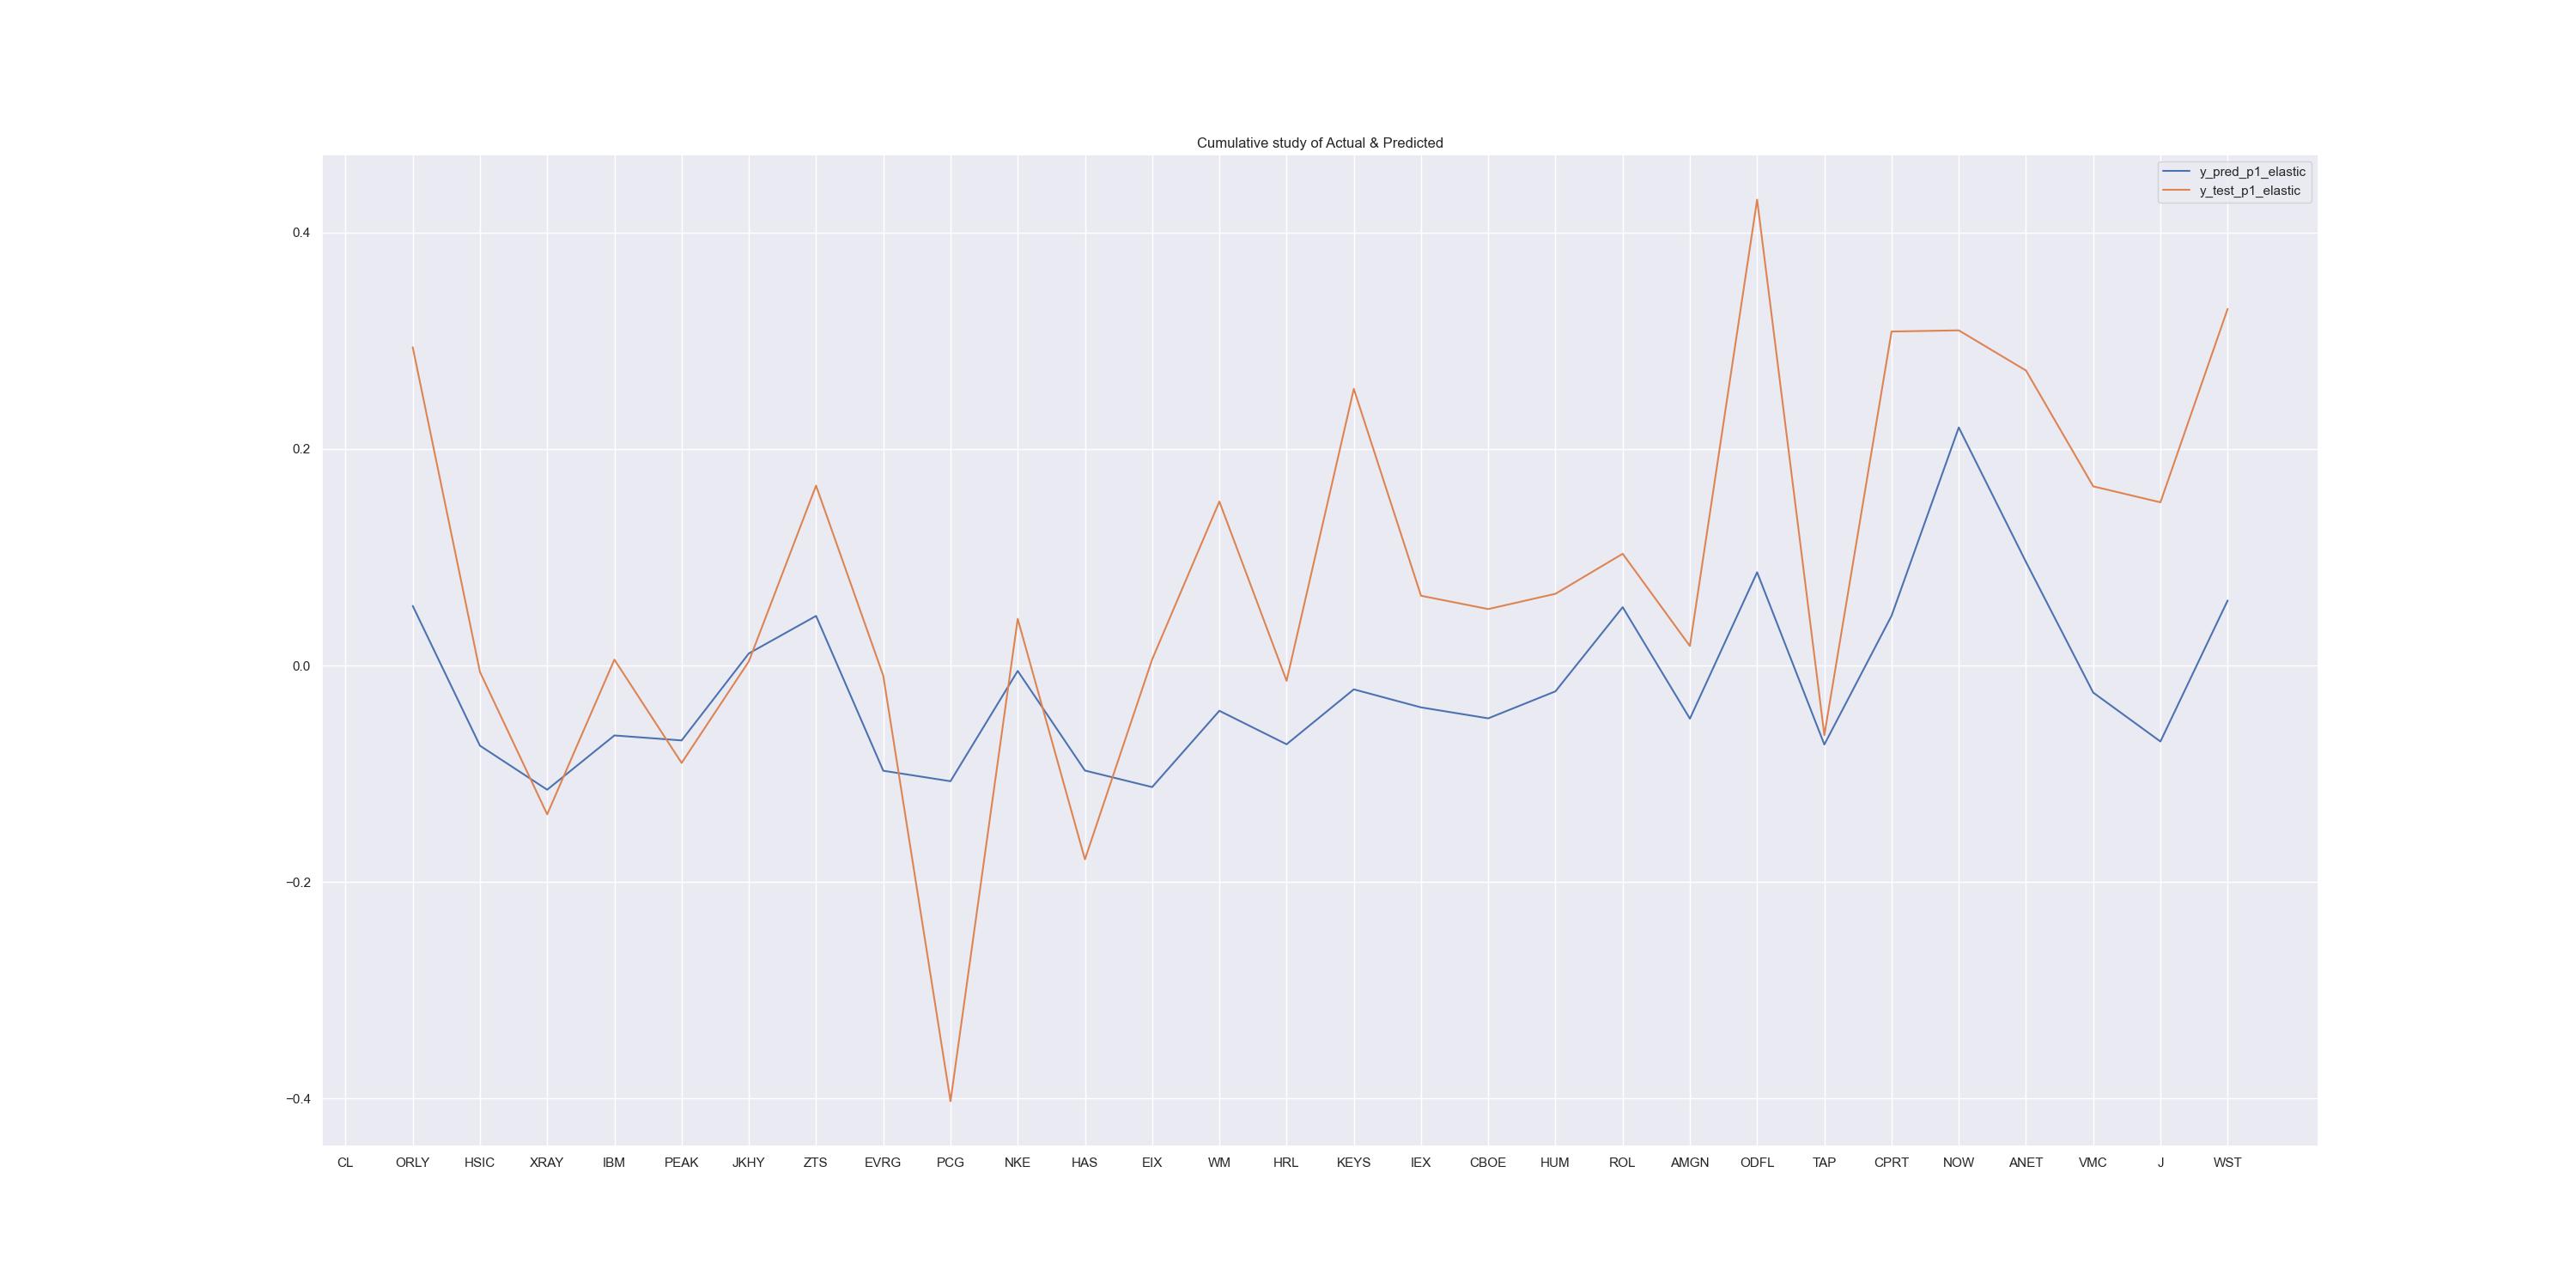 Cumulative study of Actual & Predicted
y_pred_p1_elastic
y_test_p1_elastic
0.4
0.2
0.0
−0.2
−0.4
CL ORLY HSIC XRAY IBM PEAK JKHY ZTS EVRG PCG NKE HAS EIX WM HRL KEYS IEX CBOE HUM ROL AMGN ODFL TAP CPRT NOW ANET VMC J WST